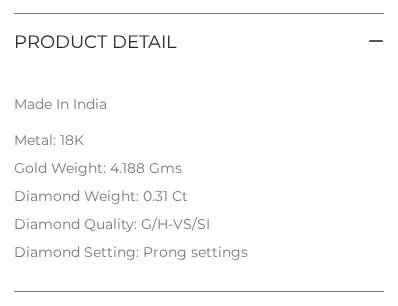 PRODUCT DETAIL
Made In India
Metal: 18K
Gold Weight: 4.188 Gms
Diamond Weight: 0.31 Ct
Diamond Quality: G/H-VS/SI
Diamond Setting: Prong settings